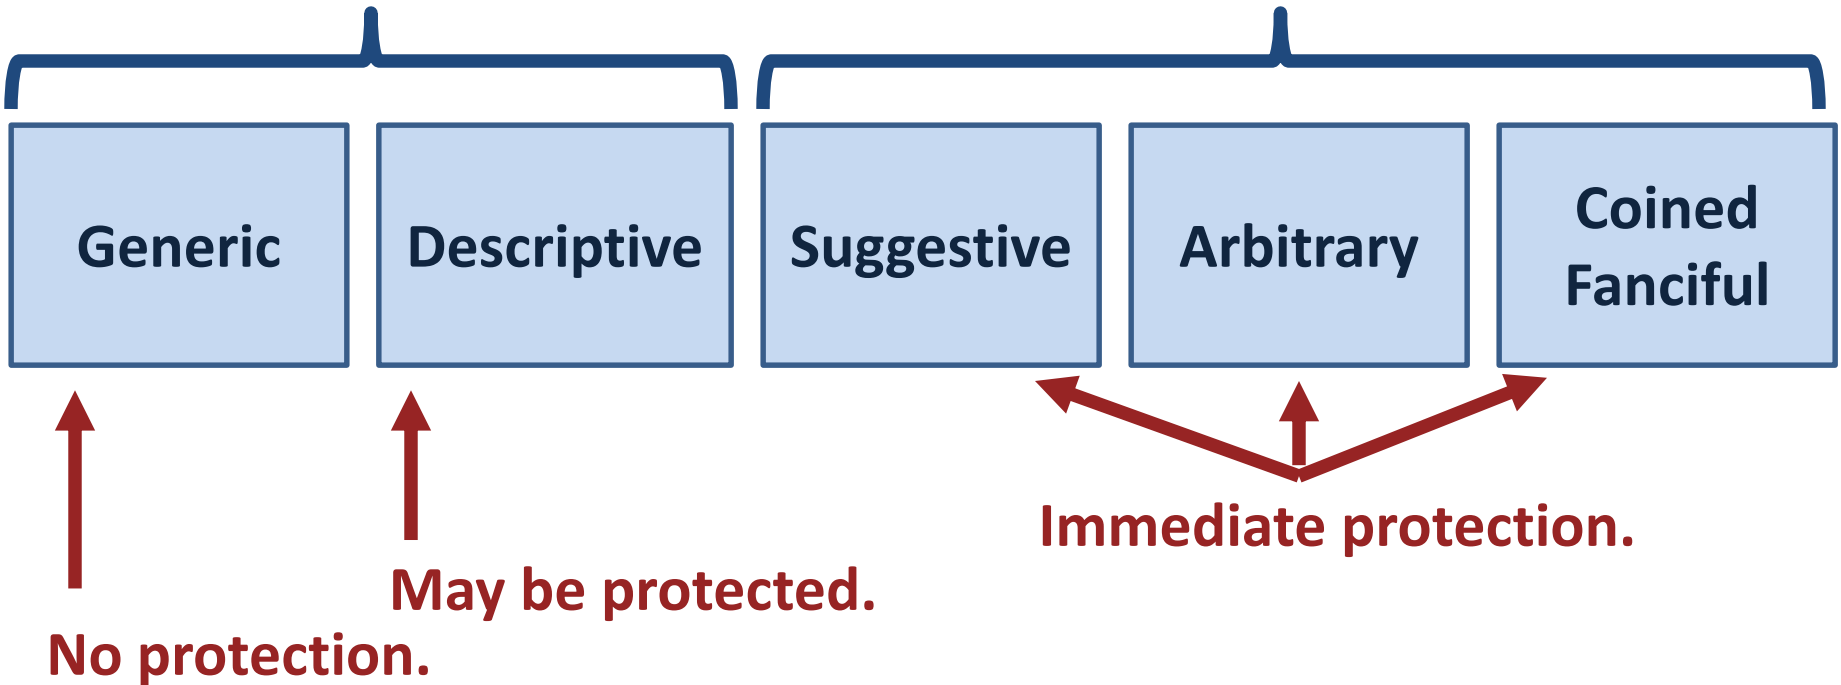 Generic
Descriptive
Suggestive
Arbitrary
Coined
Fanciful
Immediate protection.
May be protected.
No protection.